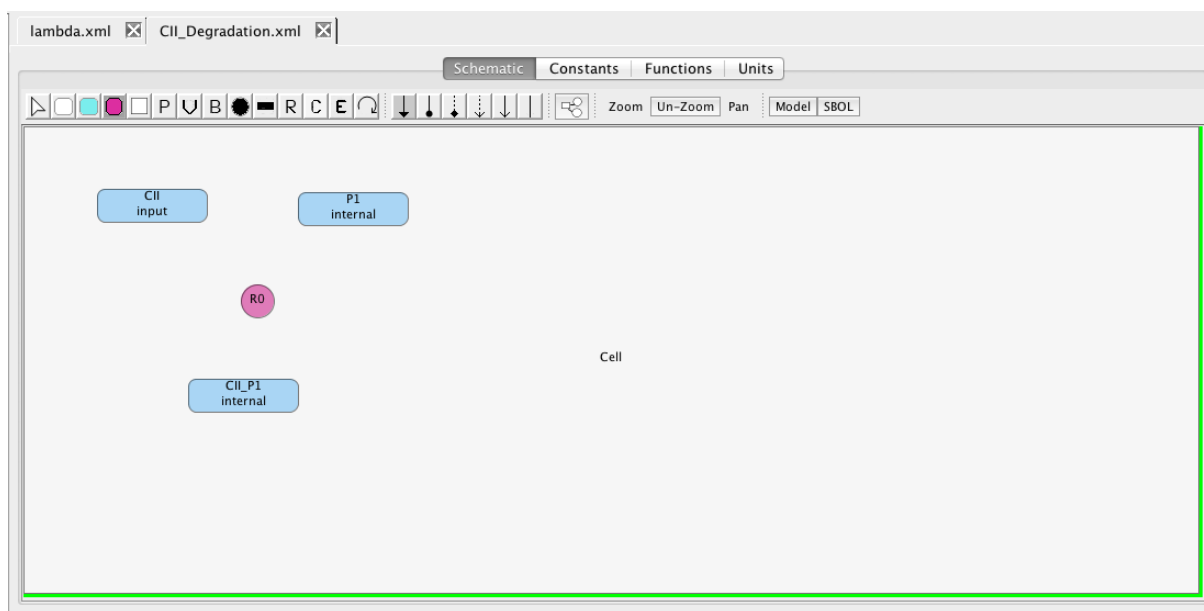 lambda.xml CII_Degradation.xml
Schematic Constants Functions Units
P V B R C E Zoom Un-Zoom Pan Model SBOL
CII
input
P1
internal
R0
Cell
CII_P1
internal